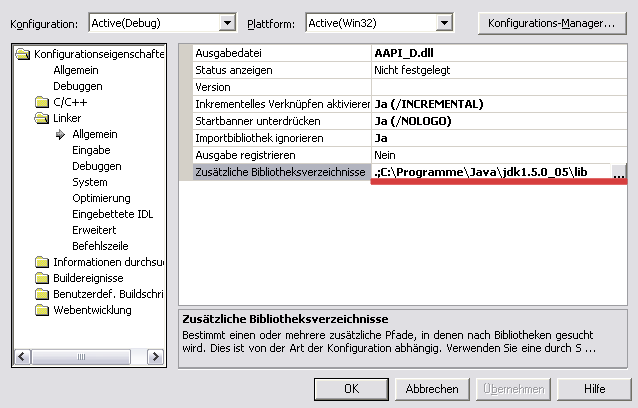 Konfiguration: Active(Debug) Plattform: Active(Win32) Konfigurations-Manager...
Konfigurationseigenschafte
Allgemein
Debuggen
C/C++
Linker
Allgemein
Eingabe
Debuggen
System
Optimierung
Eingebettete IDL
Erweitert
Befehlszeile
Informationen durchsu
Buildereignisse
Benutzerdef. Buildschri
Webentwicklung
Ausgabedatei AAPI_D.dll
Status anzeigen Nicht festgelegt
Version
Inkrementelles Verknüpfen aktivieren Ja (/INCREMENTAL)
Startbanner unterdrücken Ja (/NOLOGO)
Importbibliothek ignorieren Ja
Ausgabe registrieren Nein
Zusätzliche Bibliotheksverzeichnisse .;C:\Programme\Java\jdk1.5.0_05\lib ...
Zusätzliche Bibliotheksverzeichnisse
Bestimmt einen oder mehrere zusätzliche Pfade, in denen nach Bibliotheken gesucht
wird. Dies ist von der Art der Konfiguration abhängig. Verwenden Sie eine durch S ...
OK Abbrechen Übernehmen Hilfe